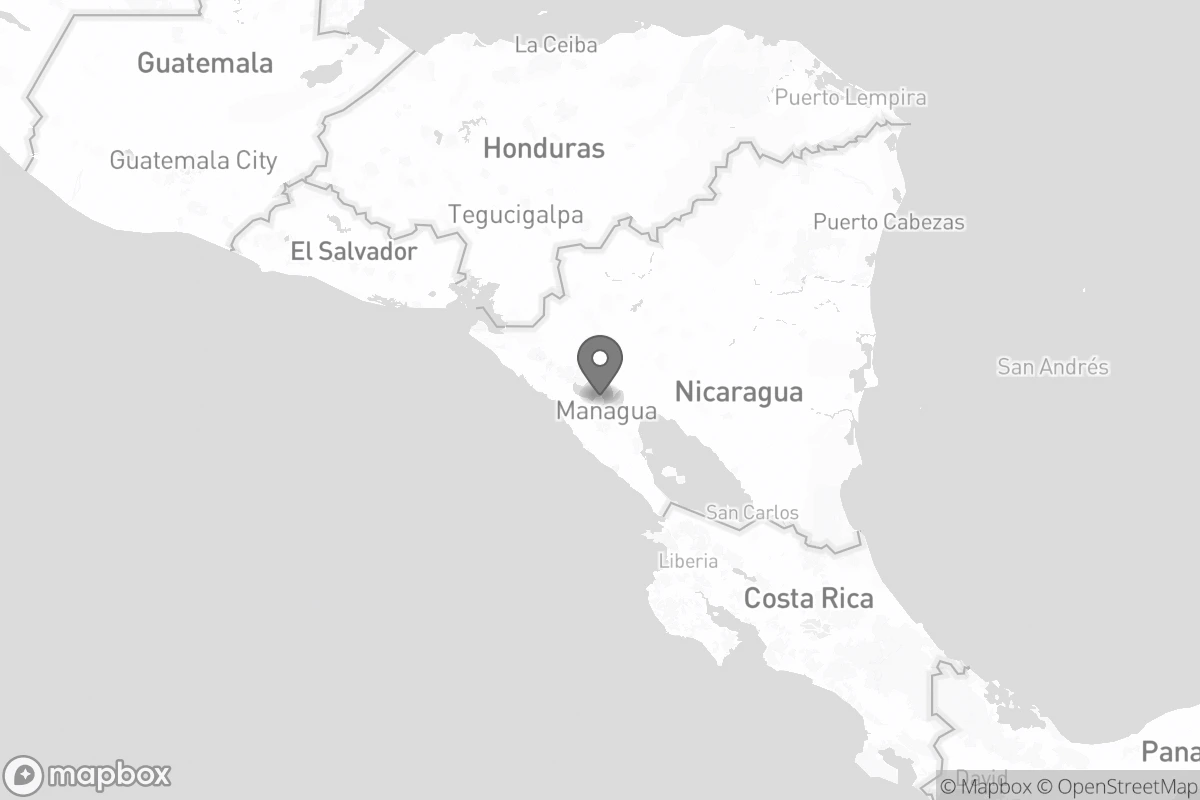 La Ceiba
Guatemala
Puerto Lempira
Honduras
Guatemala City
Tegucigalpa
Puerto Cabezas
El Salvador
San Andrés
Nicaragua
Managua
San Carlos
Liberia
Costa Rica
Pana
David
mapbox
© Mapbox © OpenStreetMap